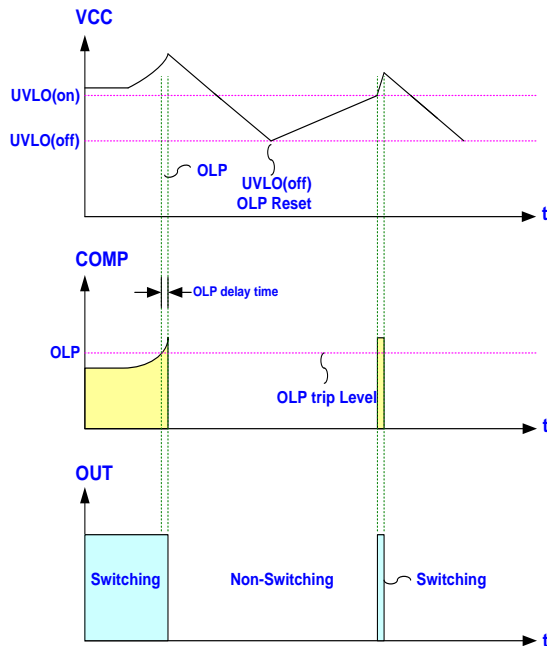 VCC
UVLO(on)
UVLO(off)
OLP
UVLO(off)
OLP Reset
t
COMP
OLP delay time
OLP
OLP trip Level
t
OUT
Switching
Non-Switching
Switching
t